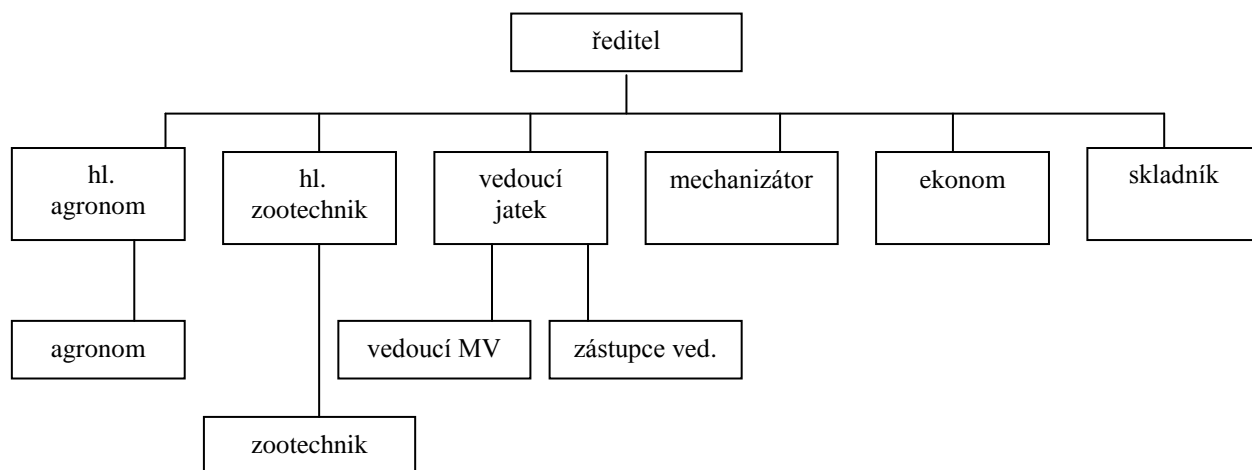 ředitel
hl.
agronom
hl.
zootechnik
vedoucí
jatek
mechanizátor
ekonom
skladník
agronom
vedoucí MV
zástupce ved.
zootechnik